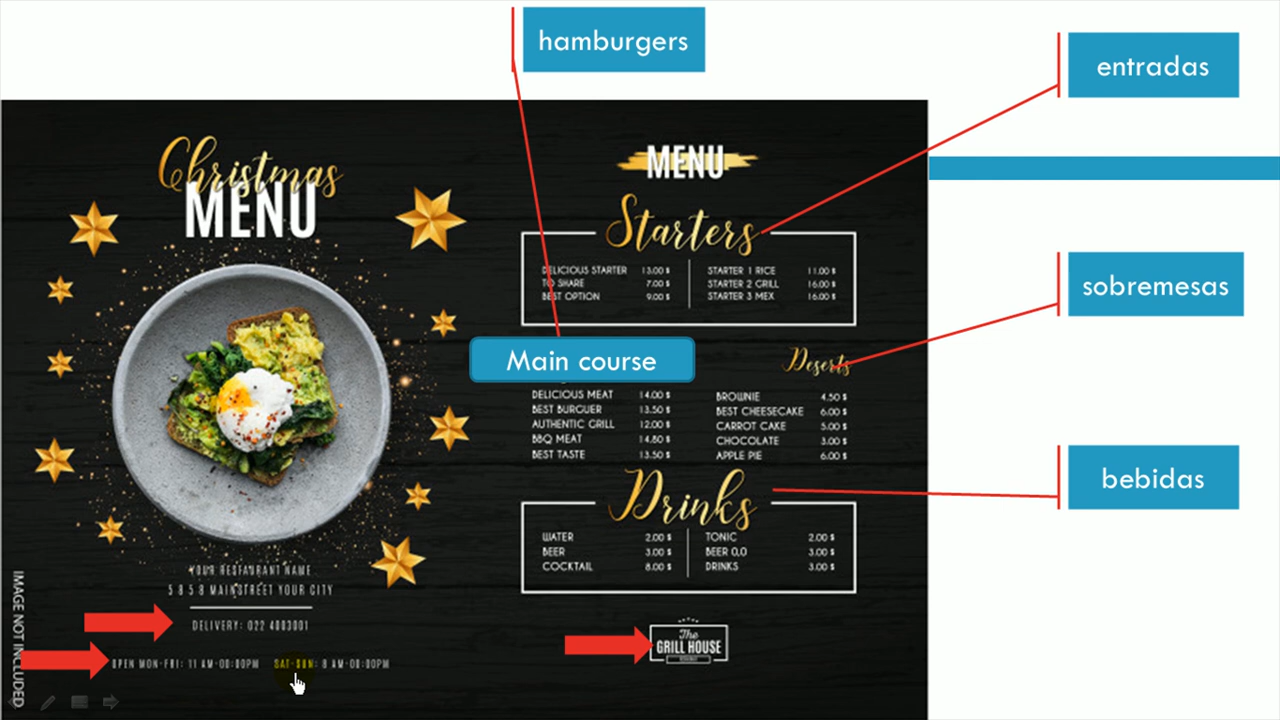 hamburgers
entradas
sobremesas
bebidas
Christmas
MENU
YOUR RESTAURANT NAME
5858 MAINSTREET YOUR CITY
DELIVERY: 022 4003001
OPEN MON-FRI: 11 AM-00:00PM SAT-SUN: 8 AM-00:00PM
IMAGE NOT INCLUDED
MENU
Starters
DELICIOUS STARTER 13.00 $
TO SHARE 7.00 $
BEST OPTION 9.00 $
STARTER 1 RICE 11.00 $
STARTER 2 GRILL 16.00 $
STARTER 3 MEX 16.00 $
Main course
DELICIOUS MEAT 14.00 $
BEST BURGUER 13.50 $
AUTHENTIC GRILL 12.00 $
BBQ MEAT 14.80 $
BEST TASTE 13.50 $
Deserts
BROWNIE 4.50 $
BEST CHEESECAKE 6.00 $
CARROT CAKE 5.00 $
CHOCOLATE 3.00 $
APPLE PIE 6.00 $
Drinks
WATER 2.00 $
BEER 3.00 $
COCKTAIL 8.00 $
TONIC 2.00 $
BEER 0,0 3.00 $
DRINKS 3.00 $
The
GRILL HOUSE